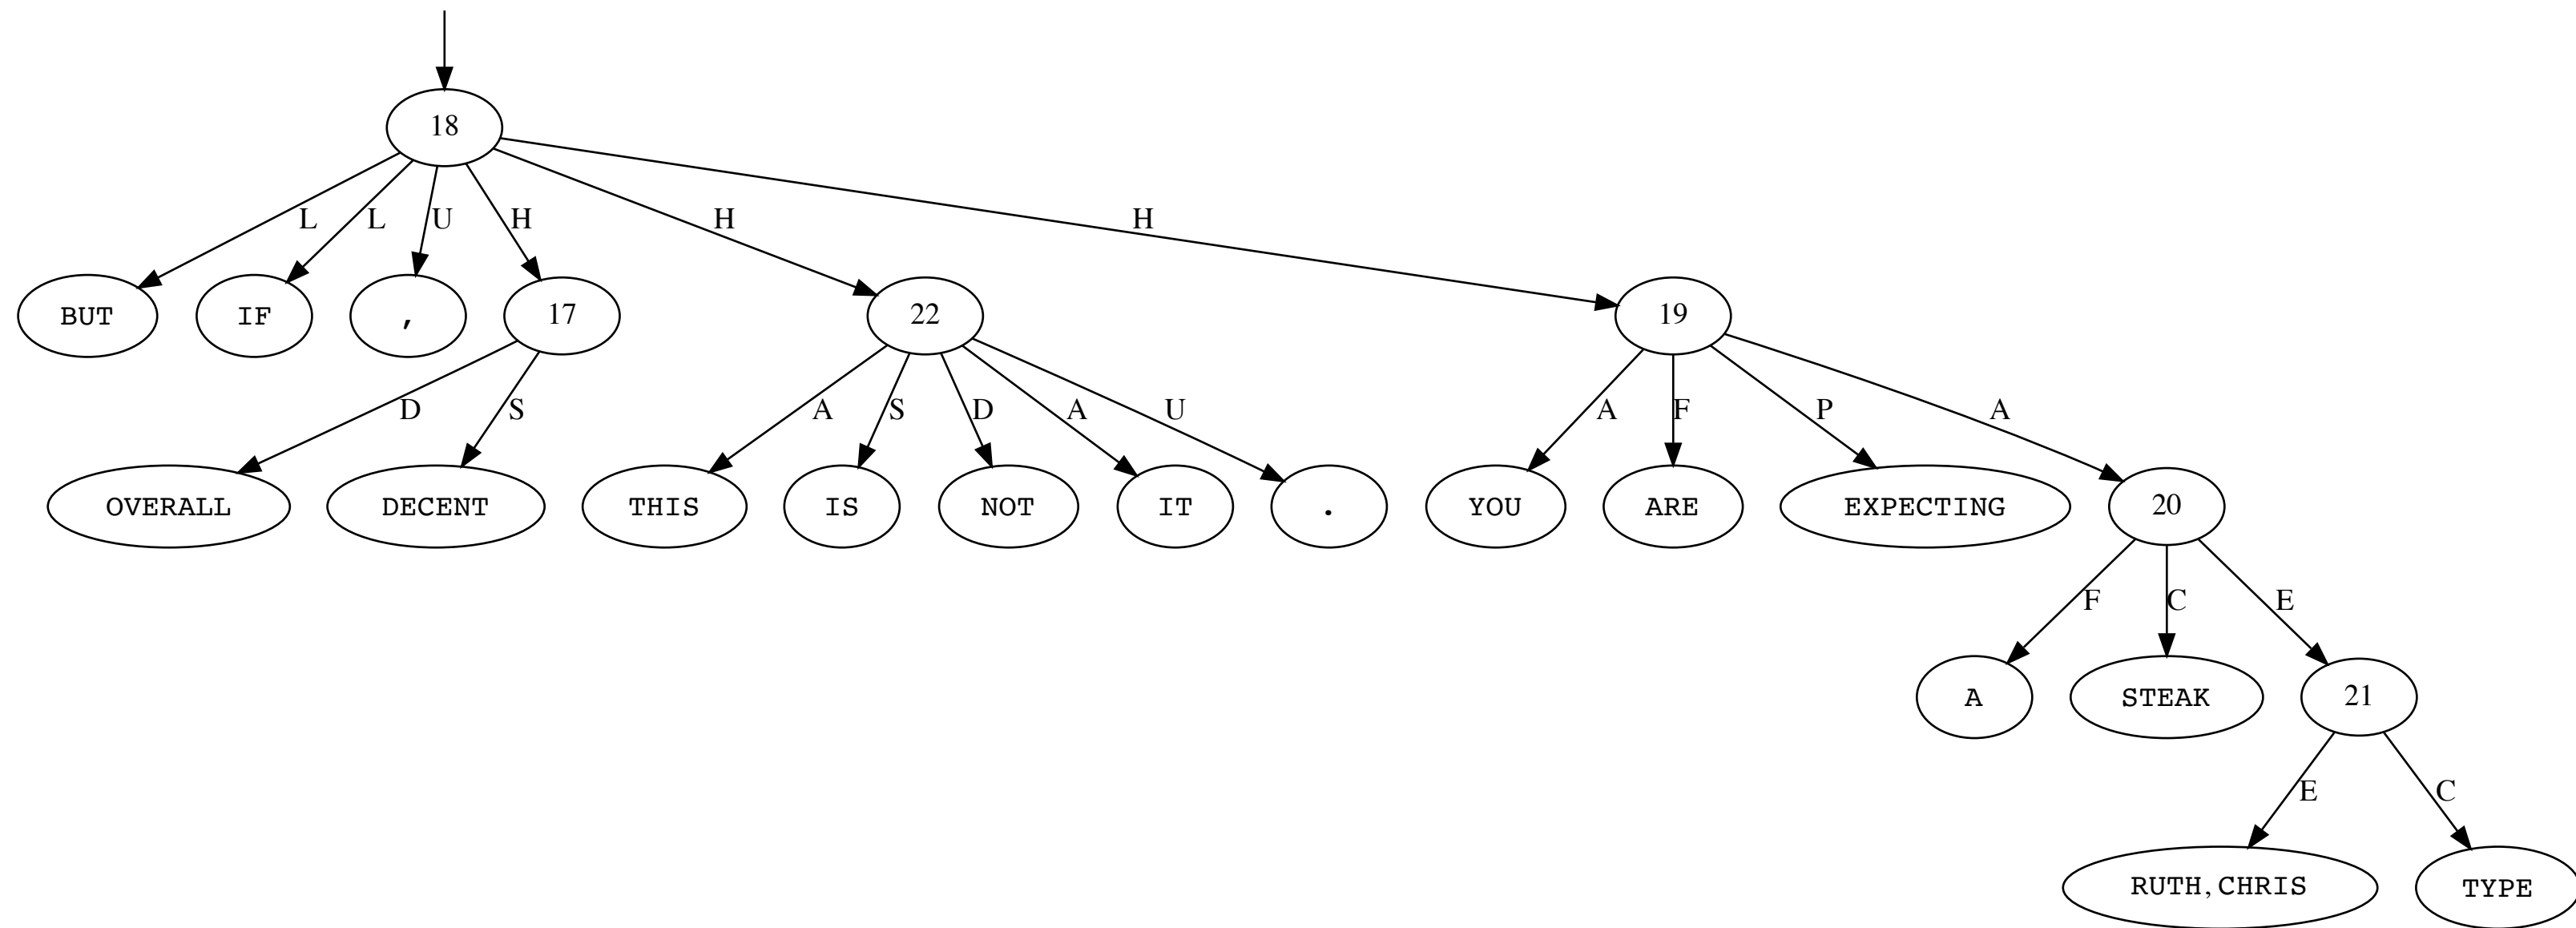 18
L L U H H H
BUT IF , 17 22 19
D S A S D A U A F P A
OVERALL DECENT THIS IS NOT IT . YOU ARE EXPECTING 20
F C E
A STEAK 21
E C
RUTH,CHRIS TYPE